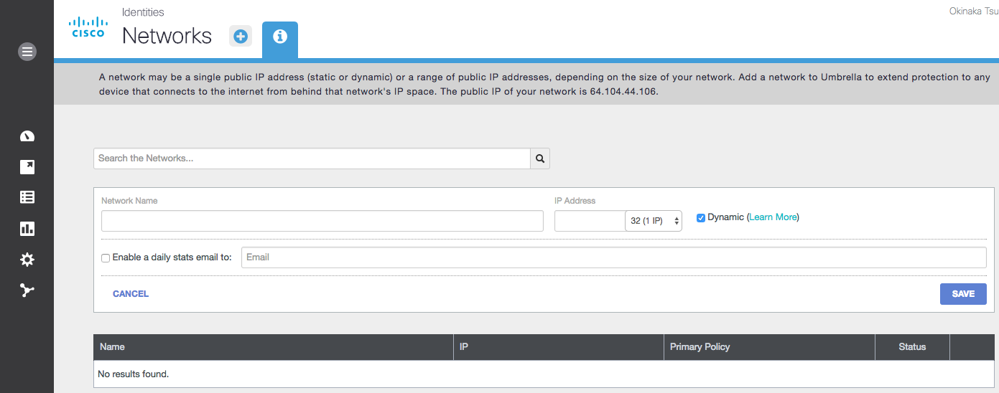 Identities
Okinaka Tsu
CISCO
Networks
A network may be a single public IP address (static or dynamic) or a range of public IP addresses, depending on the size of your network. Add a network to Umbrella to extend protection to any
device that connects to the internet from behind that network's IP space. The public IP of your network is 64.104.44.106.
Search the Networks...
Network Name
IP Address
32 (1 IP)
Dynamic (Learn More)
Enable a daily stats email to:
Email
CANCEL
SAVE
Name
IP
Primary Policy
Status
No results found.